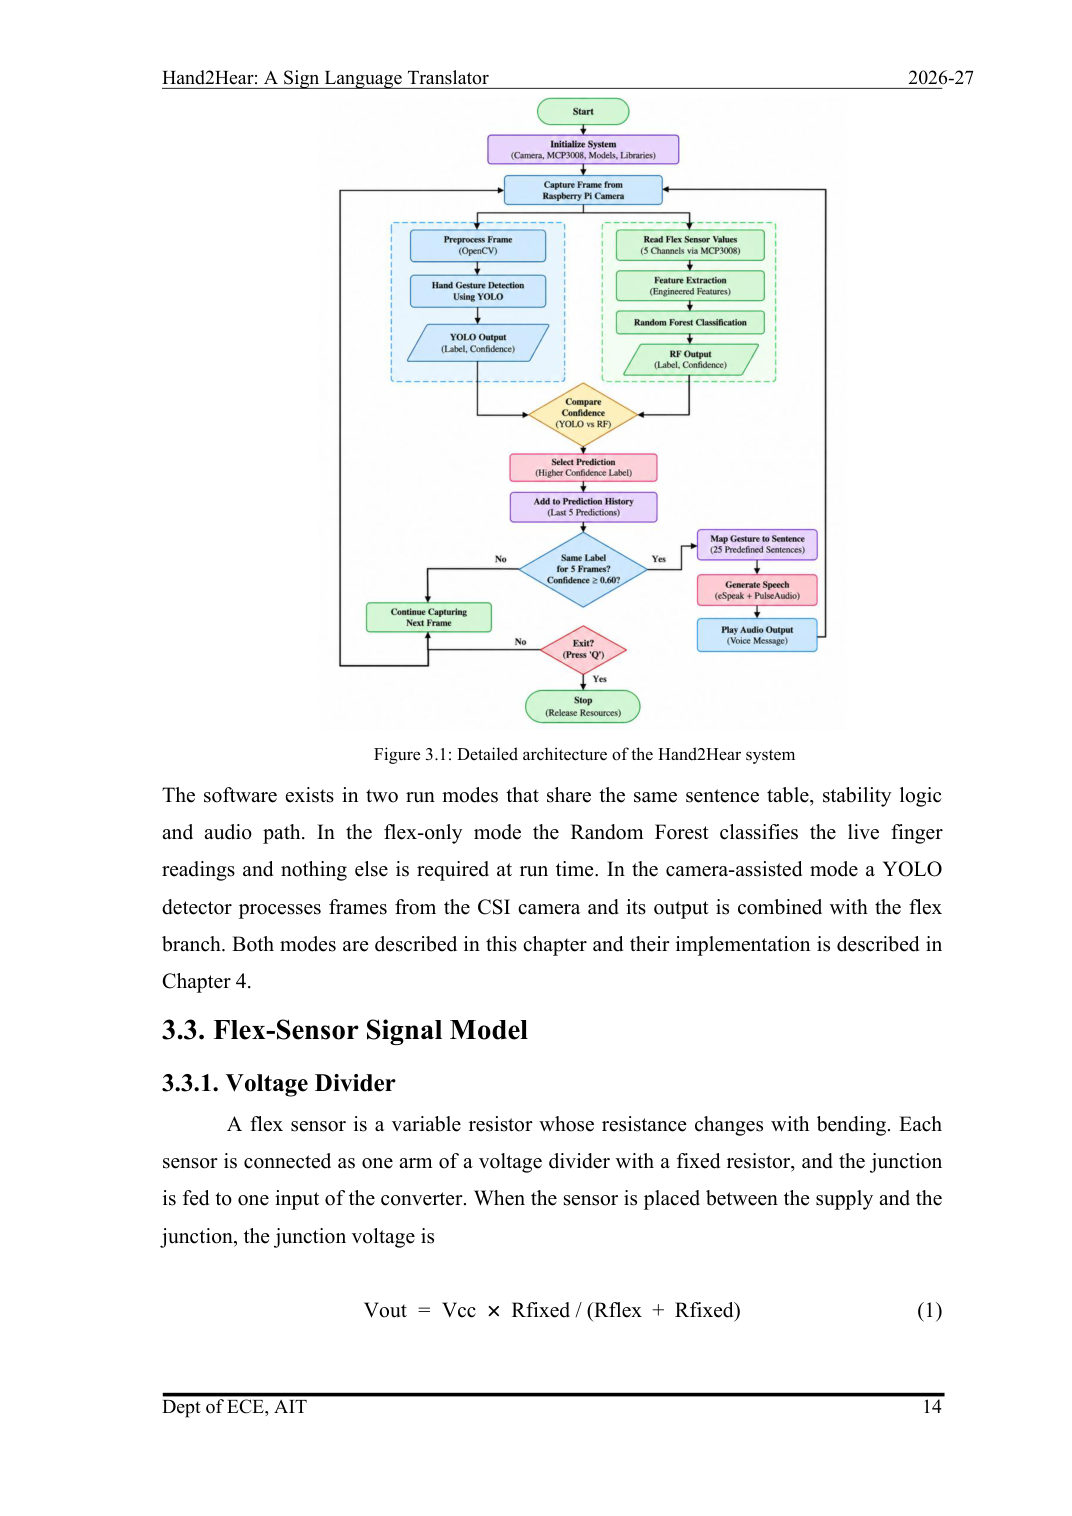 Hand2Hear: A Sign Language Translator 2026-27
Start
Initialize System
(Camera, MCP3008, Models, Libraries)
Capture Frame from
Raspberry Pi Camera
Preprocess Frame
(OpenCV)
Hand Gesture Detection
Using YOLO
YOLO Output
(Label, Confidence)
Read Flex Sensor Values
(5 Channels via MCP3008)
Feature Extraction
(Engineered Features)
Random Forest Classification
RF Output
(Label, Confidence)
Compare
Confidence
(YOLO vs RF)
Select Prediction
(Higher Confidence Label)
Add to Prediction History
(Last 5 Predictions)
Same Label
for 5 Frames?
Confidence ≥ 0.60?
No
Yes
Map Gesture to Sentence
(25 Predefined Sentences)
Generate Speech
(eSpeak + PulseAudio)
Play Audio Output
(Voice Message)
Continue Capturing
Next Frame
No
Exit?
(Press 'Q')
Yes
Stop
(Release Resources)
Figure 3.1: Detailed architecture of the Hand2Hear system
The software exists in two run modes that share the same sentence table, stability logic
and audio path. In the flex-only mode the Random Forest classifies the live finger
readings and nothing else is required at run time. In the camera-assisted mode a YOLO
detector processes frames from the CSI camera and its output is combined with the flex
branch. Both modes are described in this chapter and their implementation is described in
Chapter 4.
3.3. Flex-Sensor Signal Model
3.3.1. Voltage Divider
A flex sensor is a variable resistor whose resistance changes with bending. Each
sensor is connected as one arm of a voltage divider with a fixed resistor, and the junction
is fed to one input of the converter. When the sensor is placed between the supply and the
junction, the junction voltage is
Vout = Vcc × Rfixed / (Rflex + Rfixed) (1)
Dept of ECE, AIT 14